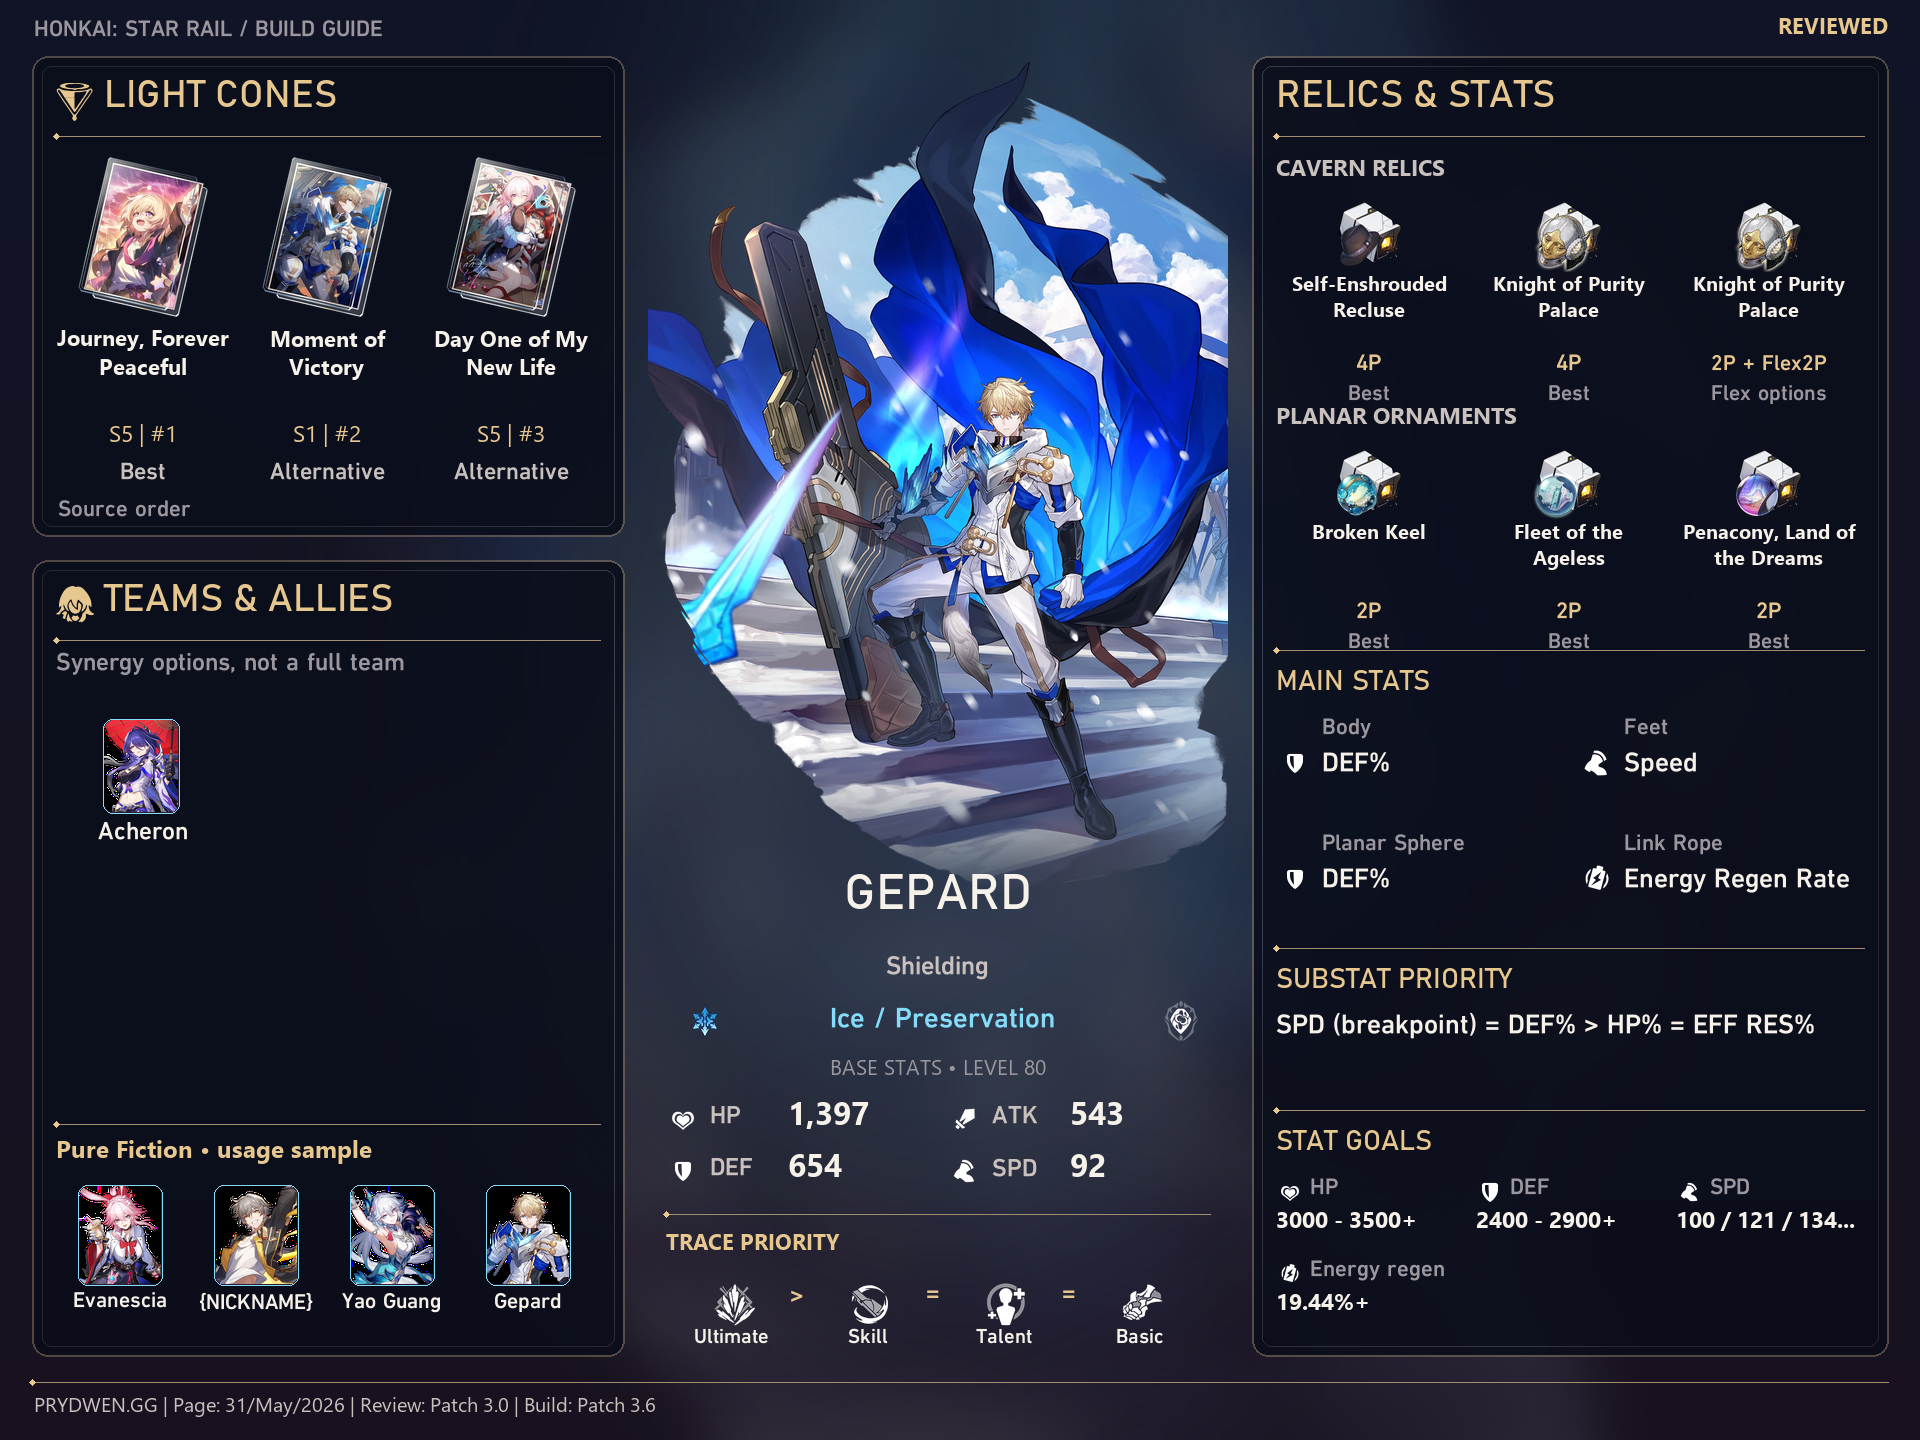 HONKAI: STAR RAIL / BUILD GUIDE
REVIEWED
LIGHT CONES
Journey, Forever Peaceful
S5 | #1
Best
Moment of Victory
S1 | #2
Alternative
Day One of My New Life
S5 | #3
Alternative
Source order
TEAMS & ALLIES
Synergy options, not a full team
Acheron
Pure Fiction • usage sample
Evanescia
{NICKNAME}
Yao Guang
Gepard
GEPARD
Shielding
Ice / Preservation
BASE STATS • LEVEL 80
HP 1,397
ATK 543
DEF 654
SPD 92
TRACE PRIORITY
Ultimate > Skill = Talent = Basic
RELICS & STATS
CAVERN RELICS
Self-Enshrouded Recluse
4P
Best
Knight of Purity Palace
4P
Best
Knight of Purity Palace
2P + Flex2P
Flex options
PLANAR ORNAMENTS
Broken Keel
2P
Best
Fleet of the Ageless
2P
Best
Penacony, Land of the Dreams
2P
Best
MAIN STATS
Body
DEF%
Feet
Speed
Planar Sphere
DEF%
Link Rope
Energy Regen Rate
SUBSTAT PRIORITY
SPD (breakpoint) = DEF% > HP% = EFF RES%
STAT GOALS
HP
3000 - 3500+
DEF
2400 - 2900+
SPD
100 / 121 / 134...
Energy regen
19.44%+
PRYDWEN.GG | Page: 31/May/2026 | Review: Patch 3.0 | Build: Patch 3.6